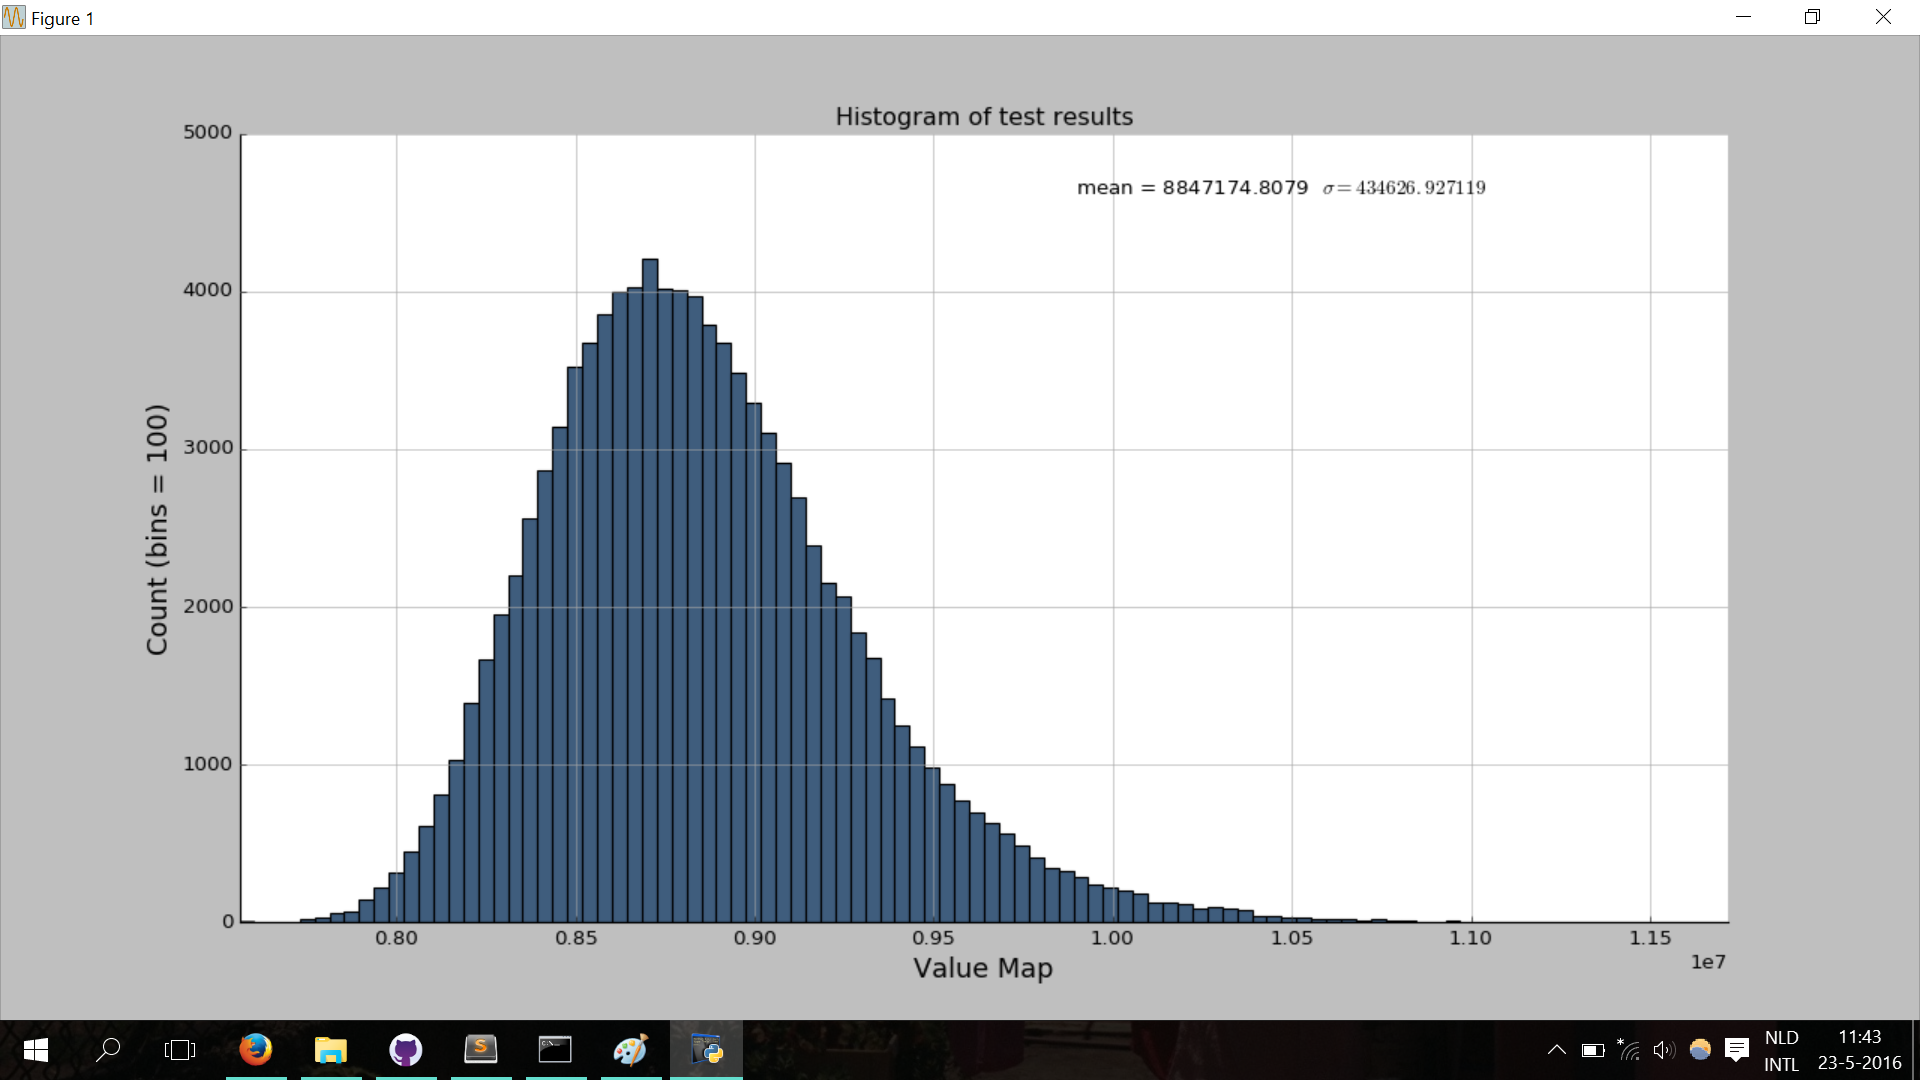 Figure 1
Histogram of test results
mean = 8847174.8079 σ = 434626.927119
5000
4000
3000
2000
1000
0
Count (bins = 100)
0.80 0.85 0.90 0.95 1.00 1.05 1.10 1.15
1e7
Value Map
S
C:\_
NLD
INTL
11:43
23-5-2016